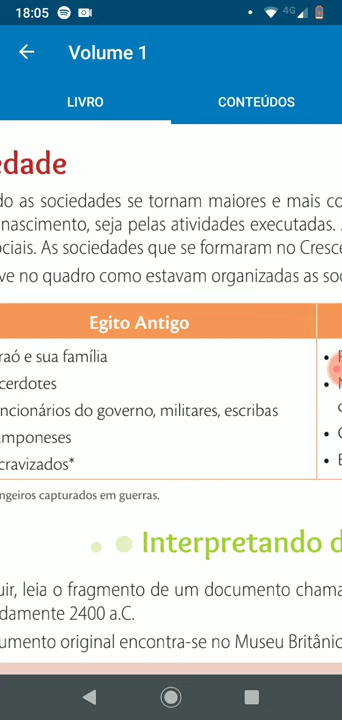 18:05
4G
Volume 1
LIVRO
CONTEÚDOS
edade
do as sociedades se tornam maiores e mais co
nascimento, seja pelas atividades executadas.
ociais. As sociedades que se formaram no Cresce
ve no quadro como estavam organizadas as soc
Egito Antigo
raó e sua família
cerdotes
ncionários do governo, militares, escribas
mponeses
cravizados*
ngeiros capturados em guerras.
Interpretando d
uir, leia o fragmento de um documento chama
damente 2400 a.C.
umento original encontra-se no Museu Britânic